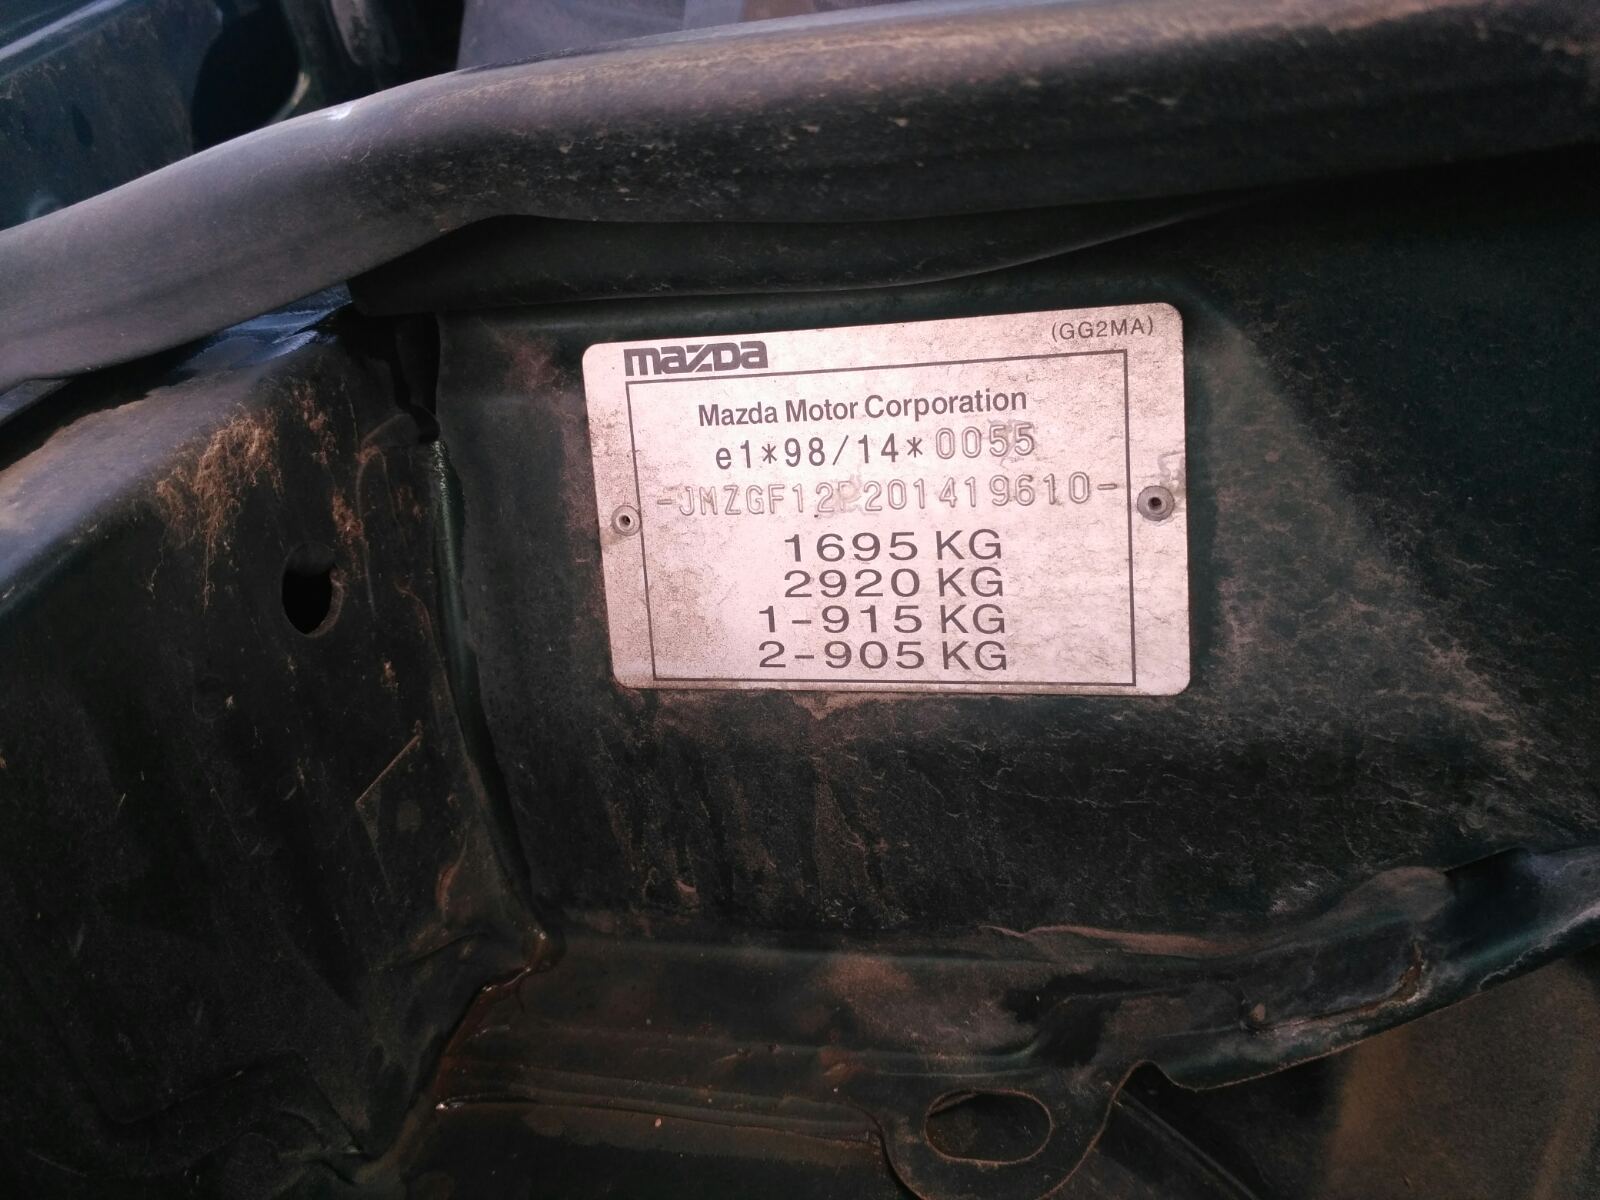 (GG2MA)
mazda
Mazda Motor Corporation
e1*98/14*0055
-JMZGF12P201419610-
1695 KG
2920 KG
1-915 KG
2-905 KG